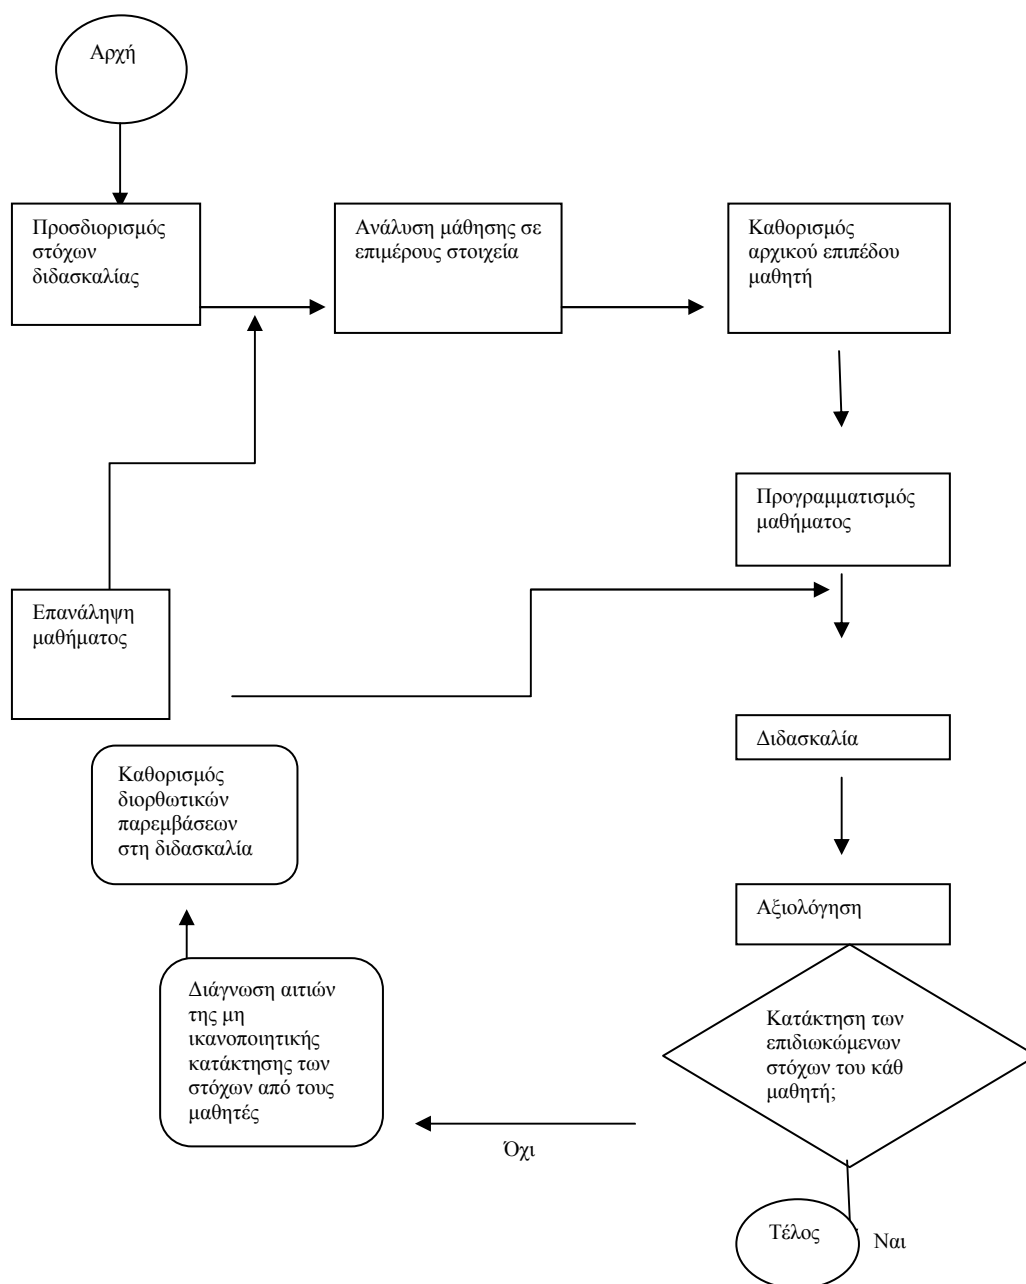 Αρχή
Προσδιορισμός
στόχων
διδασκαλίας
Ανάλυση μάθησης σε
επιμέρους στοιχεία
Καθορισμός
αρχικού επιπέδου
μαθητή
Προγραμματισμός
μαθήματος
Επανάληψη
μαθήματος
Διδασκαλία
Καθορισμός
διορθωτικών
παρεμβάσεων
στη διδασκαλία
Αξιολόγηση
Διάγνωση αιτιών
της μη
ικανοποιητικής
κατάκτησης των
στόχων από τους
μαθητές
Κατάκτηση των
επιδιωκώμενων
στόχων του κάθ
μαθητή;
Όχι
Τέλος
Ναι